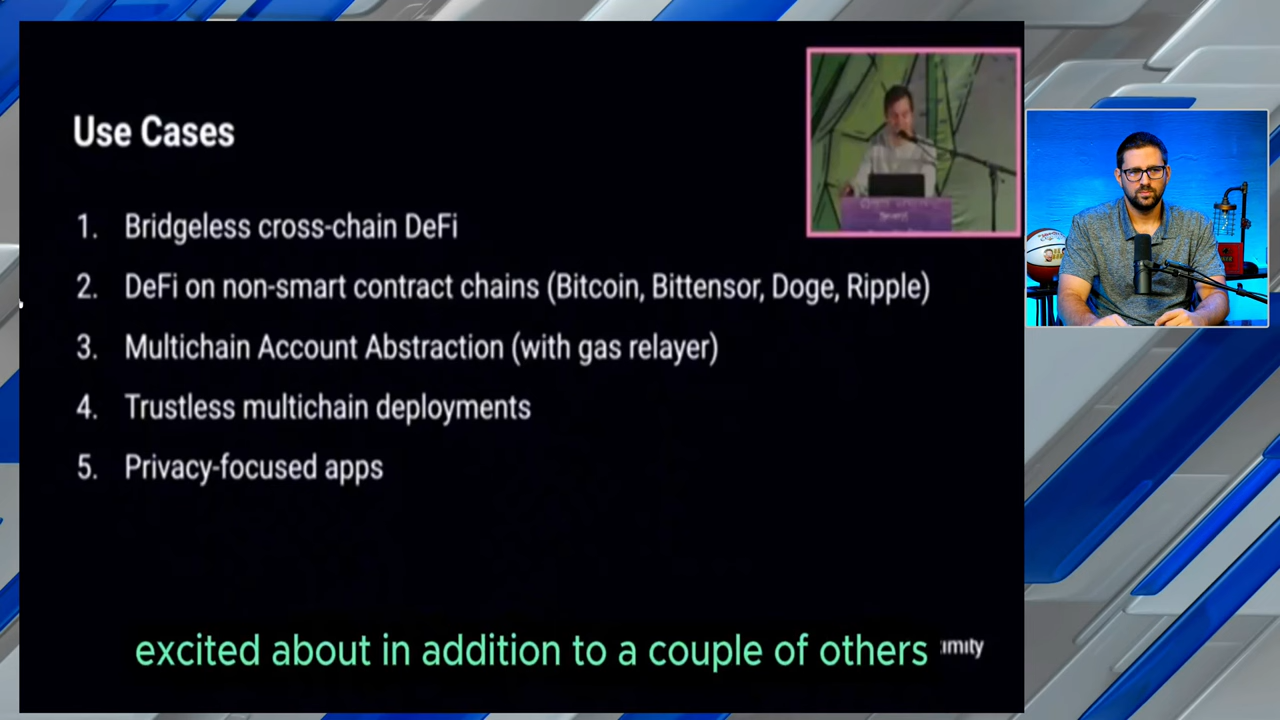 Use Cases
1. Bridgeless cross-chain DeFi
2. DeFi on non-smart contract chains (Bitcoin, Bittensor, Doge, Ripple)
3. Multichain Account Abstraction (with gas relayer)
4. Trustless multichain deployments
5. Privacy-focused apps
excited about in addition to a couple of others